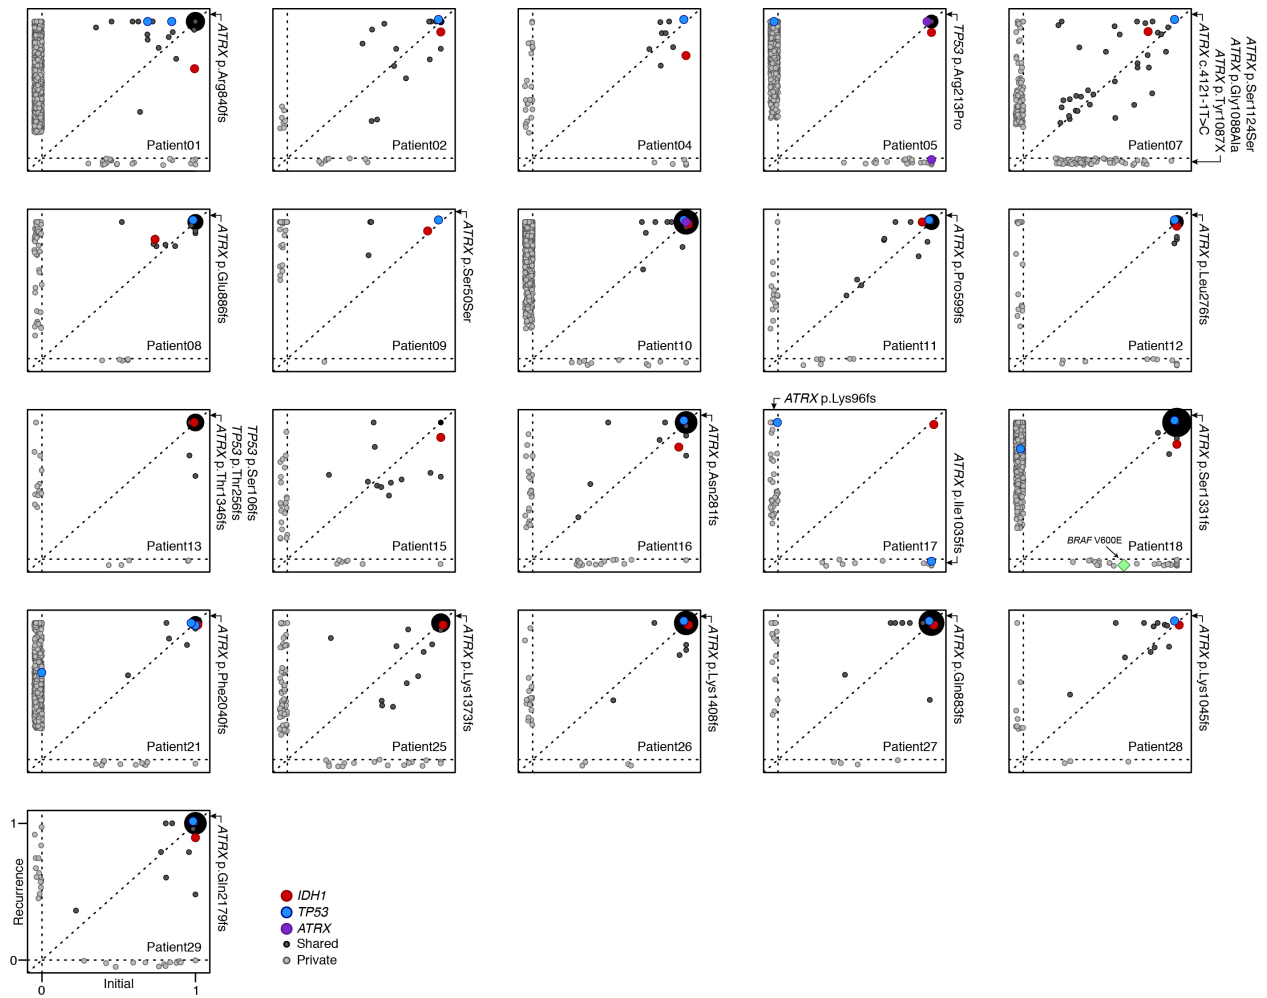 Patient01
ATRX p.Arg840fs
Patient02
Patient04
Patient05
TP53 p.Arg213Pro
Patient07
ATRX c.4121-1T>C
ATRX p.Tyr1087X
ATRX p.Gly1088Ala
ATRX p.Ser1124Ser
Patient08
ATRX p.Glu886fs
Patient09
ATRX p.Ser50Ser
Patient10
Patient11
ATRX p.Pro599fs
Patient12
ATRX p.Leu276fs
Patient13
ATRX p.Thr1346fs
TP53 p.Thr256fs
TP53 p.Ser106fs
Patient15
Patient16
ATRX p.Asn281fs
ATRX p.Lys96fs
Patient17
ATRX p.Ile1035fs
BRAF V600E
Patient18
ATRX p.Ser1331fs
Patient21
ATRX p.Phe2040fs
Patient25
ATRX p.Lys1373fs
Patient26
ATRX p.Lys1408fs
Patient27
ATRX p.Gln883fs
Patient28
ATRX p.Lys1045fs
1
Recurrence
0
Patient29
ATRX p.Gln2179fs
0
Initial
1
IDH1
TP53
ATRX
Shared
Private